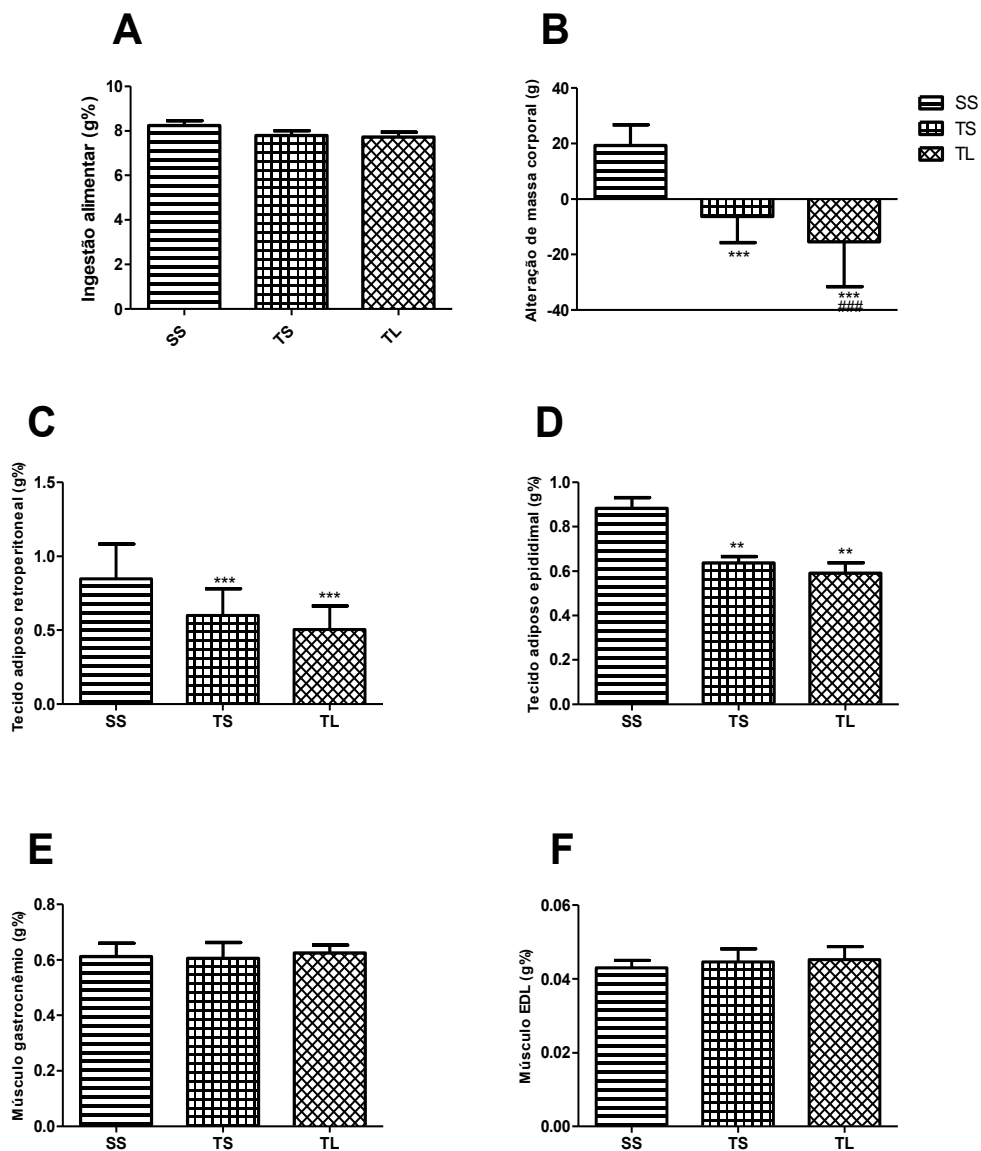 A
Ingestão alimentar (g%)
10
8
6
4
2
0
SS
TS
TL
B
Alteração de massa corporal (g)
40
20
0
-20
-40
***
***
###
SS
TS
TL
C
Tecido adiposo retroperitoneal (g%)
1.5
1.0
0.5
0.0
***
***
SS
TS
TL
D
Tecido adiposo epididimal (g%)
1.0
0.8
0.6
0.4
0.2
0.0
**
**
SS
TS
TL
E
Músculo gastrocnêmio (g%)
0.8
0.6
0.4
0.2
0.0
SS
TS
TL
F
Músculo EDL (g%)
0.06
0.04
0.02
0.00
SS
TS
TL